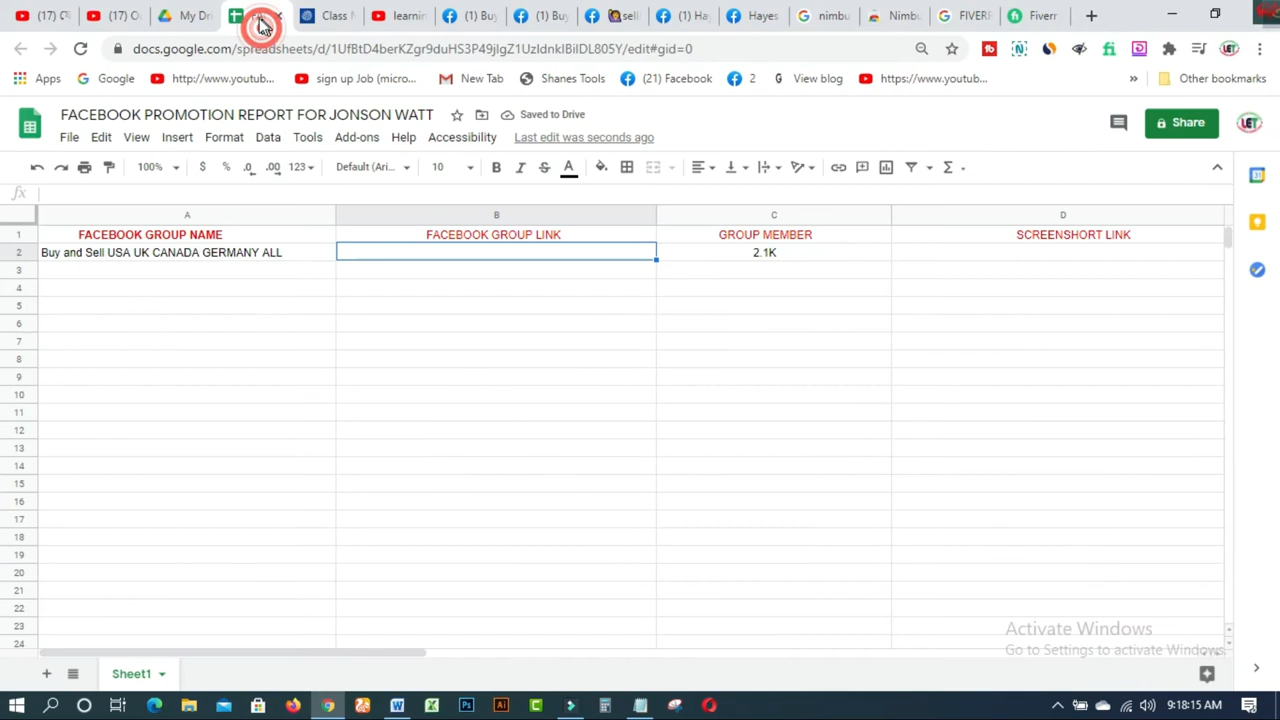 (17) C
(17) O
My Dri
Class M
learnin
(1) Buy
(1) Buy
sell
(1) Ha
Hayes
nimbu
Nimbu
FIVERF
Fiverr
docs.google.com/spreadsheets/d/1UfBtD4berKZgr9duHS3P49jIgZ1UzIdnkIBiIDL805Y/edit#gid=0
Apps
Google
http://www.youtub...
sign up Job (micro...
New Tab
Shanes Tools
(21) Facebook
2
View blog
https://www.youtub...
»
Other bookmarks
FACEBOOK PROMOTION REPORT FOR JONSON WATT
Saved to Drive
File Edit View Insert Format Data Tools Add-ons Help Accessibility Last edit was seconds ago
Share
LET
100% $ % .0 .00 123 Default (Ari... 10 B I S A Σ
fx
A B C D
1 FACEBOOK GROUP NAME FACEBOOK GROUP LINK GROUP MEMBER SCREENSHORT LINK
2 Buy and Sell USA UK CANADA GERMANY ALL 2.1K
3
4
5
6
7
8
9
10
11
12
13
14
15
16
17
18
19
20
21
22
23
24
Activate Windows
Go to Settings to activate Windows.
Sheet1
9:18:15 AM